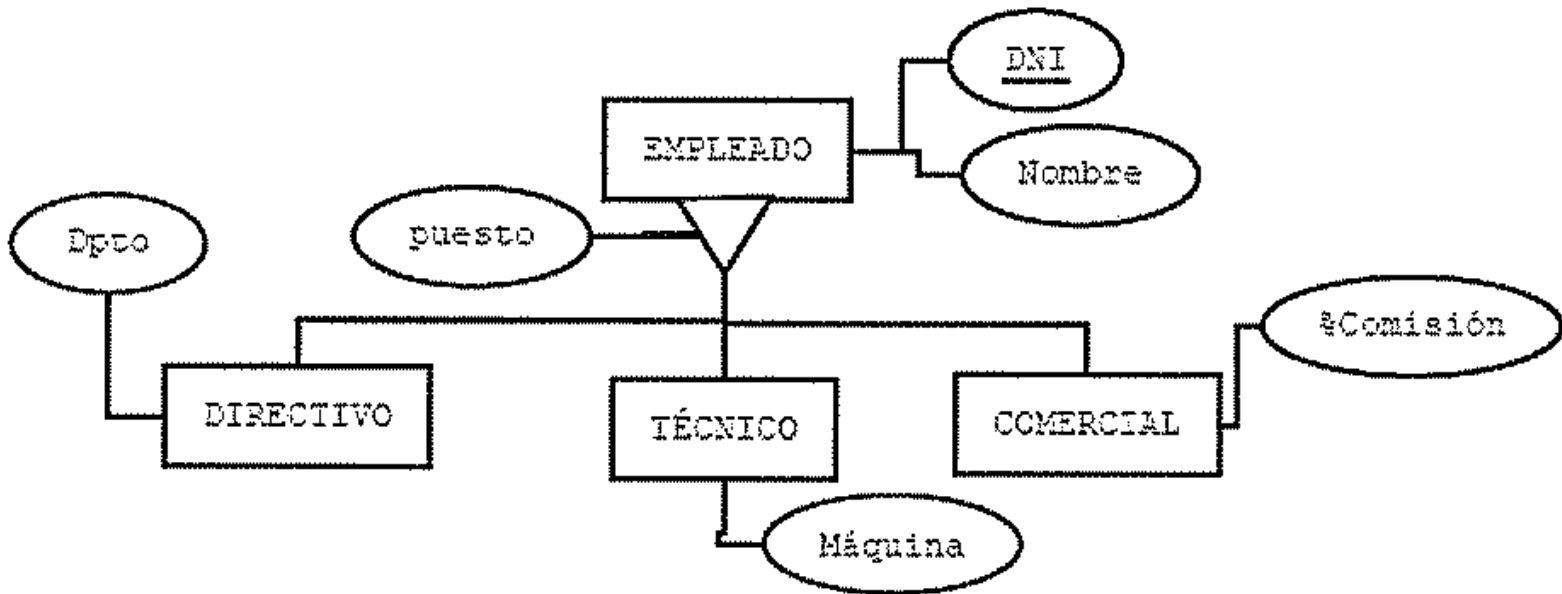 DNI
EMPLEADO
Nombre
Dpto
puesto
%Comisión
DIRECTIVO
TÉCNICO
COMERCIAL
Máquina